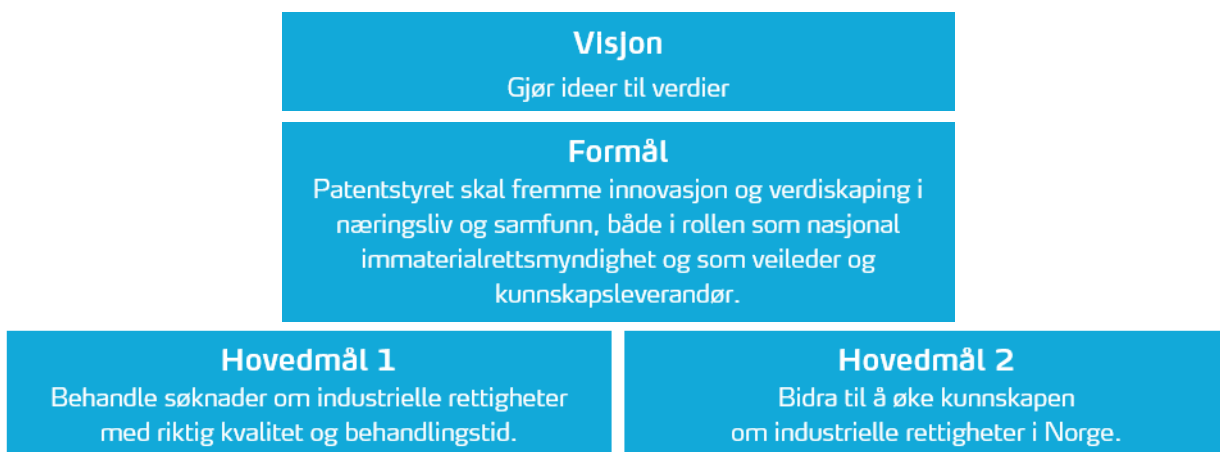 Visjon
Gjør ideer til verdier
Formål
Patentstyret skal fremme innovasjon og verdiskaping i
næringsliv og samfunn, både i rollen som nasjonal
immaterialrettsmyndighet og som veileder og
kunnskapsleverandør.
Hovedmål 1
Behandle søknader om industrielle rettigheter
med riktig kvalitet og behandlingstid.
Hovedmål 2
Bidra til å øke kunnskapen
om industrielle rettigheter i Norge.